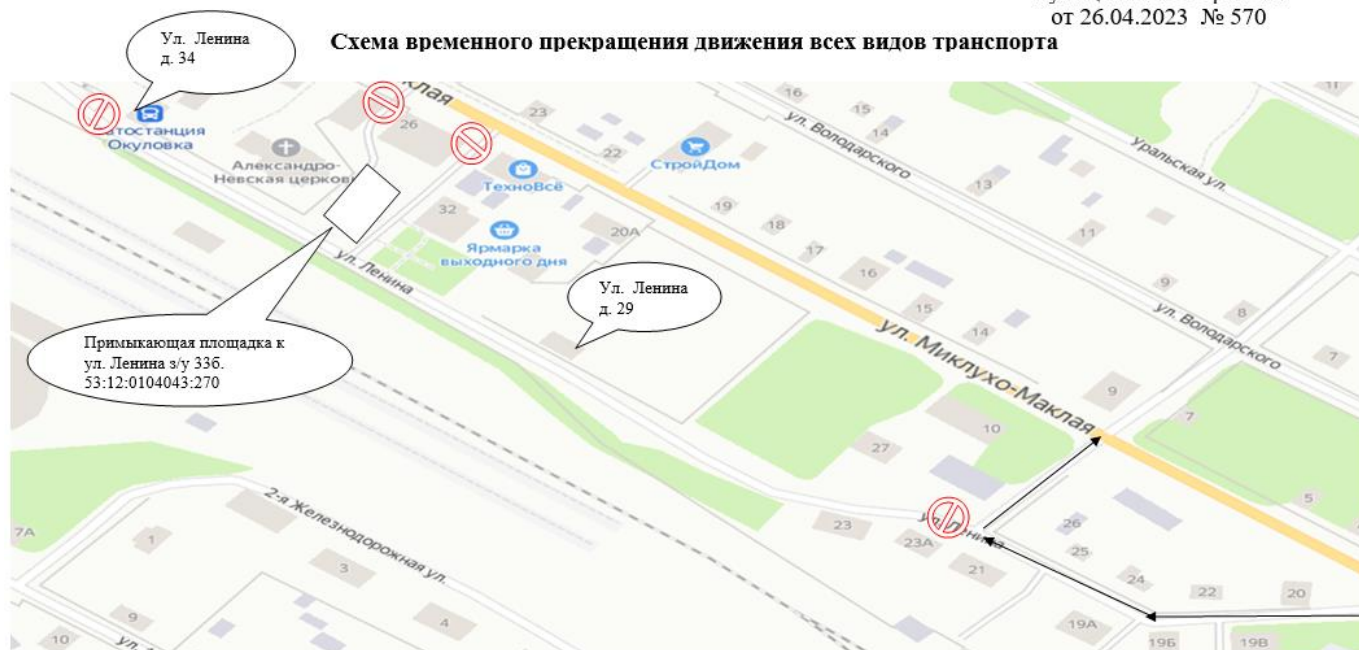 от 26.04.2023 № 570
Схема временного прекращения движения всех видов транспорта
Ул. Ленина
д. 34
клая
16
11
26
23
15
ул. Володарского
14
Уральская ул.
втостанция
Окуловка
22
СтройДом
Александро-
Невская церковь
ТехноВсё
13
32
19
18
20А
11
Ярмарка
выходного дня
17
ул. Ленина
16
9
Ул. Ленина
д. 29
15
8
ул. Володарского
14
ул. Миклухо-Маклая
7
Примыкающая площадка к
ул. Ленина з/у 33б.
53:12:0104043:270
9
7
10
27
2-я Железнодорожная ул.
5
7А
23
ул. Ленина
26
1
23А
25
3
21
24
22
20
9
4
19А
10
ул.
19Б
19В